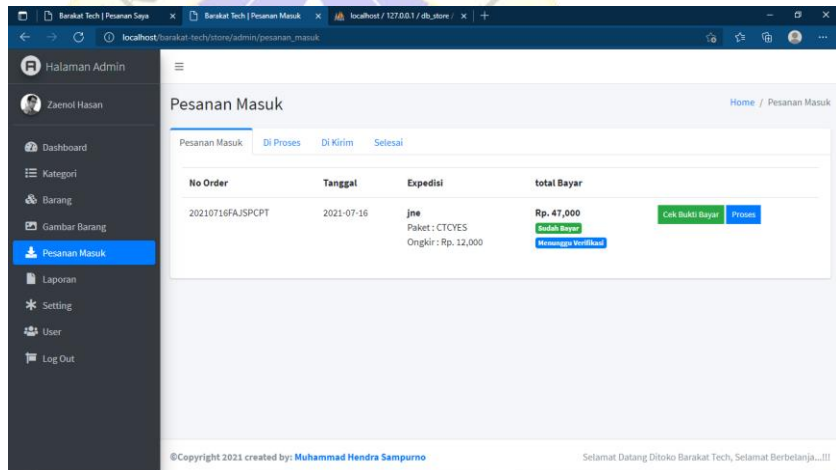 Barakat Tech | Pesanan Saya
Barakat Tech | Pesanan Masuk
localhost / 127.0.0.1 / db_store /
localhost/barakat-tech/store/admin/pesanan_masuk
Halaman Admin
Zaenol Hasan
Dashboard
Kategori
Barang
Gambar Barang
Pesanan Masuk
Laporan
Setting
User
Log Out
Pesanan Masuk
Home / Pesanan Masuk
Pesanan Masuk Di Proses Di Kirim Selesai
No Order Tanggal Expedisi total Bayar
20210716FAJSPCPT 2021-07-16 jne Rp. 47,000 Cek Bukti Bayar Proses
Paket : CTCYES Sudah Bayar
Ongkir : Rp. 12,000 Menunggu Verifikasi
©Copyright 2021 created by: Muhammad Hendra Sampurno
Selamat Datang Ditoko Barakat Tech, Selamat Berbelanja...!!!